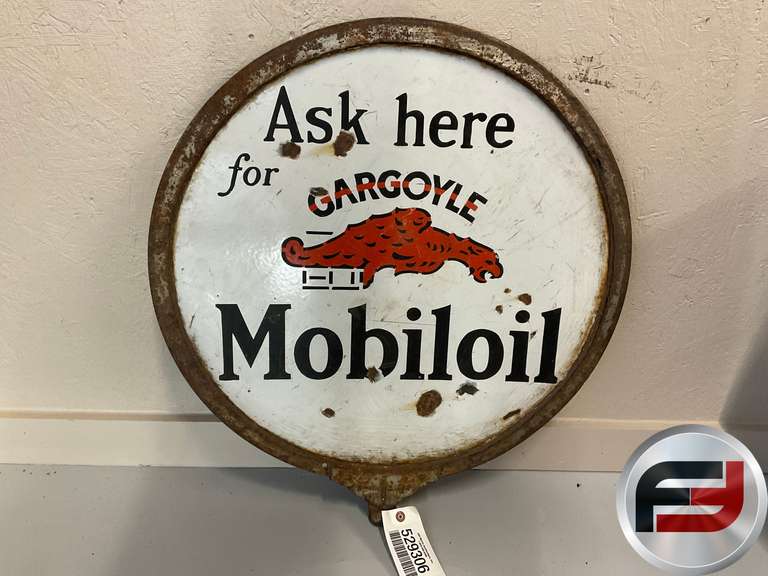 Ask here
for
GARGOYLE
Mobiloil
529306